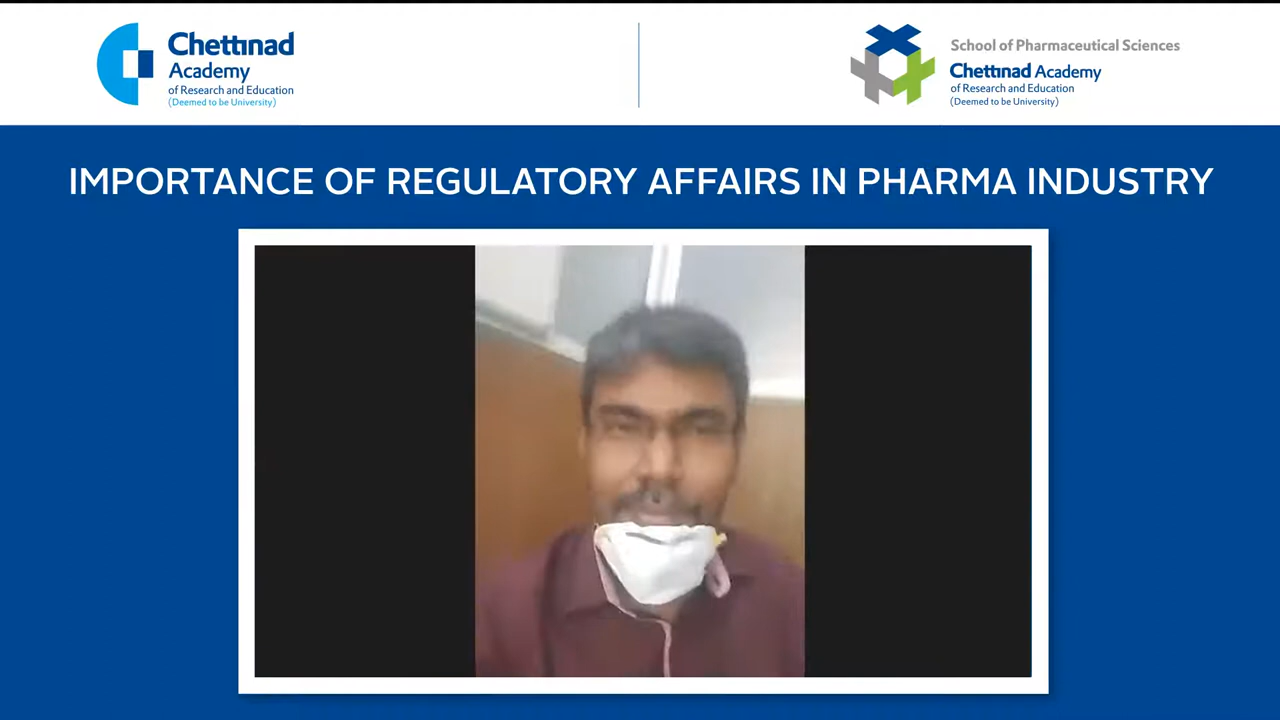 Chettinad
Academy
of Research and Education
(Deemed to be University)
School of Pharmaceutical Sciences
Chettinad Academy
of Research and Education
(Deemed to be University)
IMPORTANCE OF REGULATORY AFFAIRS IN PHARMA INDUSTRY